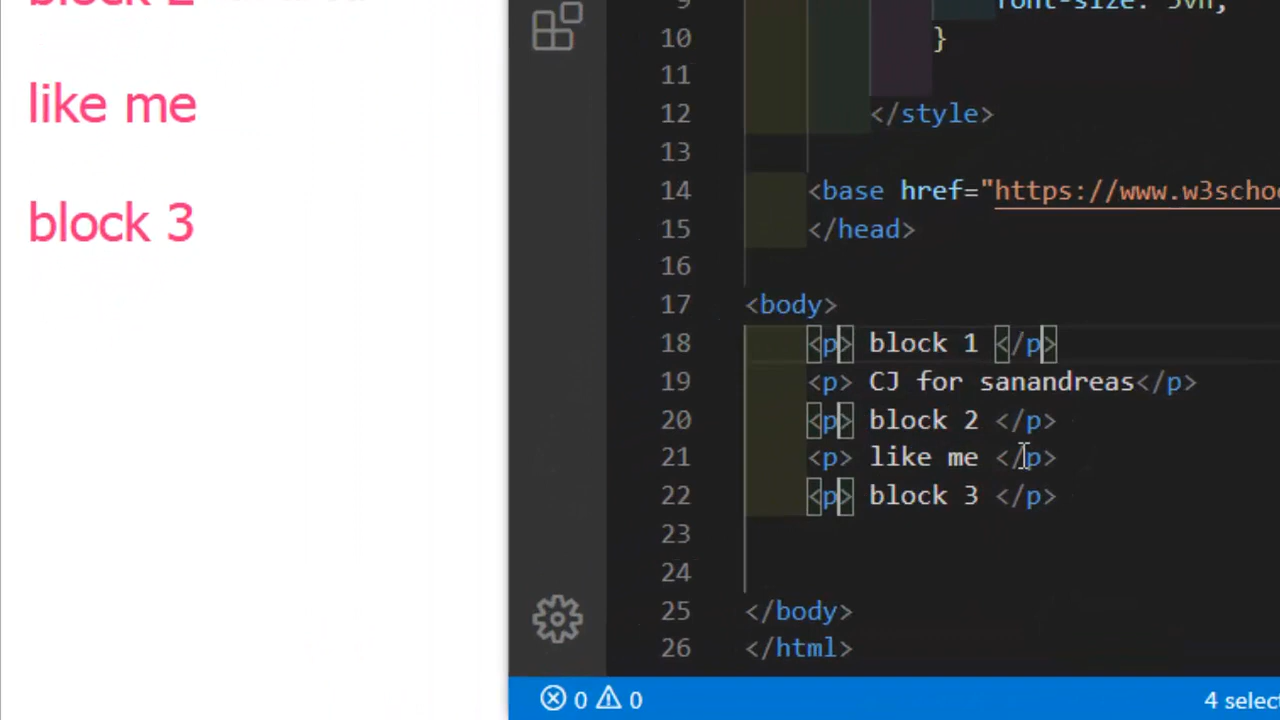 like me
block 3
10 }
11
12 </style>
13
14 <base href="https://www.w3schoo
15 </head>
16
17 <body>
18 <p> block 1 </p>
19 <p> CJ for sanandreas</p>
20 <p> block 2 </p>
21 <p> like me </p>
22 <p> block 3 </p>
23
24
25 </body>
26 </html>
0 0
4 selec